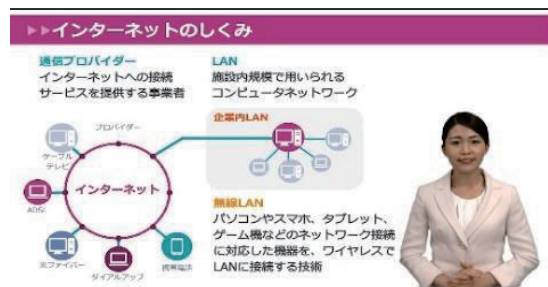 ▶▶インターネットのしくみ
通信プロバイダー
インターネットへの接続
サービスを提供する事業者
LAN
施設内規模で用いられる
コンピュータネットワーク
企業内LAN
プロバイダー
ケーブル
テレビ
インターネット
ADSL
光ファイバー
ダイアルアップ
携帯電話
無線LAN
パソコンやスマホ、タブレット、
ゲーム機などのネットワーク接続
に対応した機器を、ワイヤレスで
LANに接続する技術